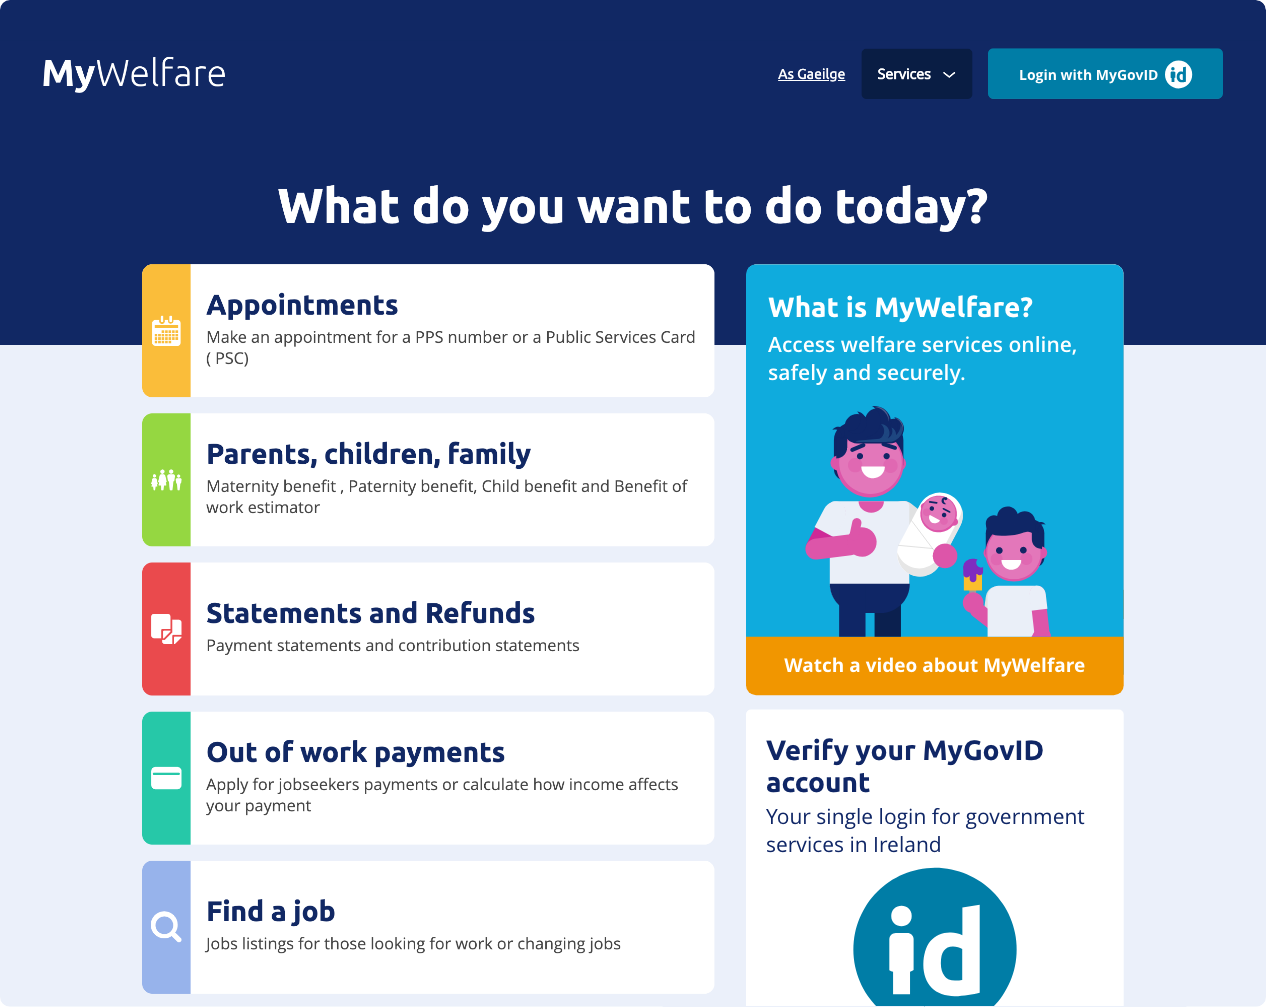 MyWelfare
As Gaeilge
Services
Login with MyGovID id
What do you want to do today?
Appointments
Make an appointment for a PPS number or a Public Services Card
( PSC)
Parents, children, family
Maternity benefit , Paternity benefit, Child benefit and Benefit of
work estimator
Statements and Refunds
Payment statements and contribution statements
Out of work payments
Apply for jobseekers payments or calculate how income affects
your payment
Find a job
Jobs listings for those looking for work or changing jobs
What is MyWelfare?
Access welfare services online,
safely and securely.
Watch a video about MyWelfare
Verify your MyGovID
account
Your single login for government
services in Ireland
id